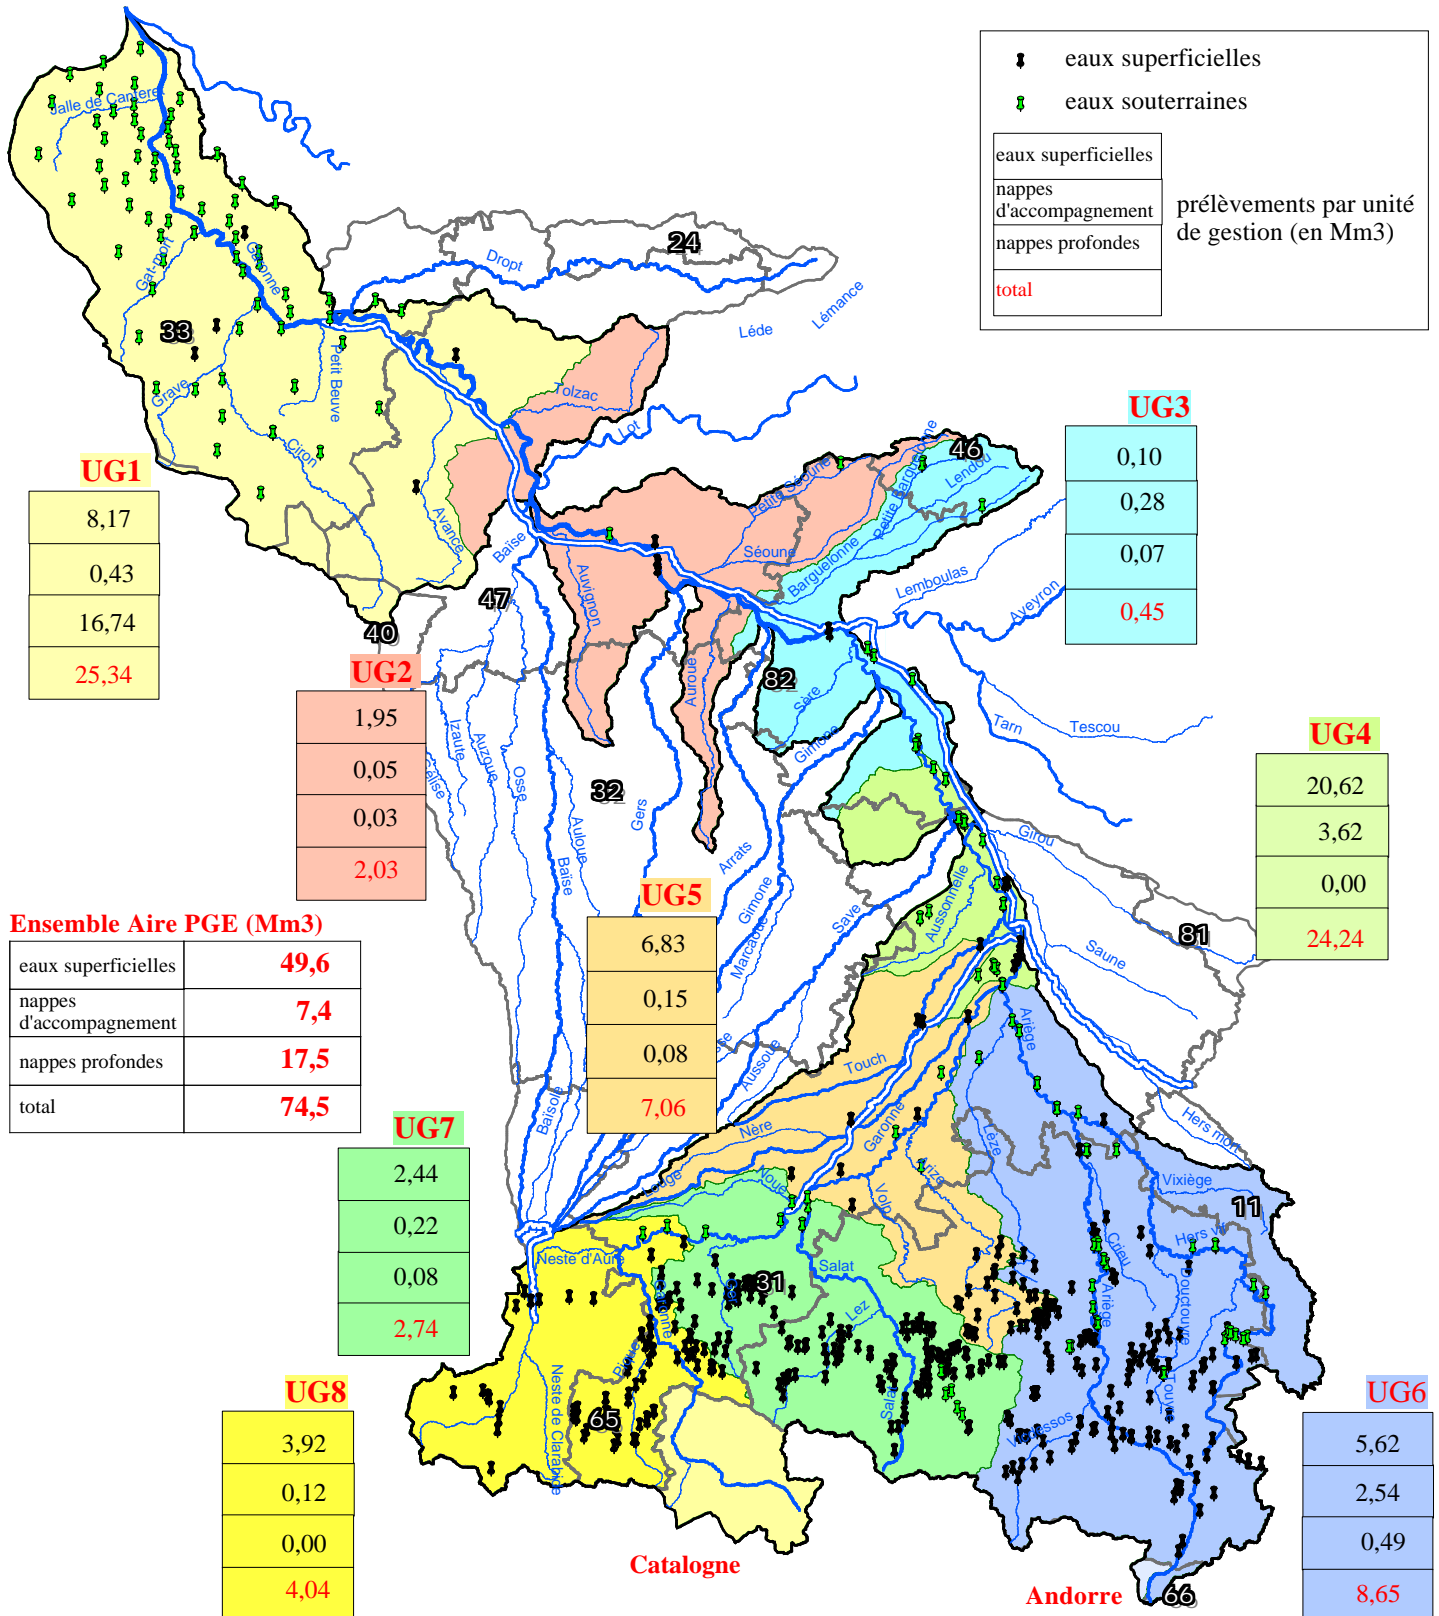 eaux superficielles
eaux souterraines
eaux superficielles
nappes
d'accompagnement
nappes profondes
total
prélèvements par unité
de gestion (en Mm3)
Jalle de Canteret
Gat-mort
Garonne
33
Grave
Ciron
Petit Beuve
Avance
Dropt
24
Léde
Lémance
Tolzac
Lot
UG1
8,17
0,43
16,74
25,34
UG3
0,10
0,28
0,07
0,45
46
Lendou
Petite Séoune
Petite Barguelonne
Barguelonne
Séoune
Lemboulas
Aveyron
Baïse
47
40
Auvignon
Auroue
82
Sère
Gimone
Tarn
Tescou
UG2
1,95
0,05
0,03
2,03
Izaute
Gélise
Auzoue
Osse
Auloue
Baïse
32
Gers
Arrats
Gimone
Marcaoue
Save
UG4
20,62
3,62
0,00
24,24
Girou
Aussonnelle
81
Saune
UG5
6,83
0,15
0,08
7,06
Ensemble Aire PGE (Mm3)
eaux superficielles 49,6
nappes
d'accompagnement 7,4
nappes profondes 17,5
total 74,5
Aussoue
Baïsole
Touch
Nère
Louge
Noue
Garonne
Ariège
Lèze
Arize
Volp
Hers mort
Vixiège
11
Hers vif
UG7
2,44
0,22
0,08
2,74
Neste d'Aure
Garonne
31
Salat
Lez
Salat
Crieu
Ariège
Douctouyre
Touyre
Vicdessos
Pique
65
Neste de Clarabide
UG8
3,92
0,12
0,00
4,04
UG6
5,62
2,54
0,49
8,65
Catalogne
Andorre
66